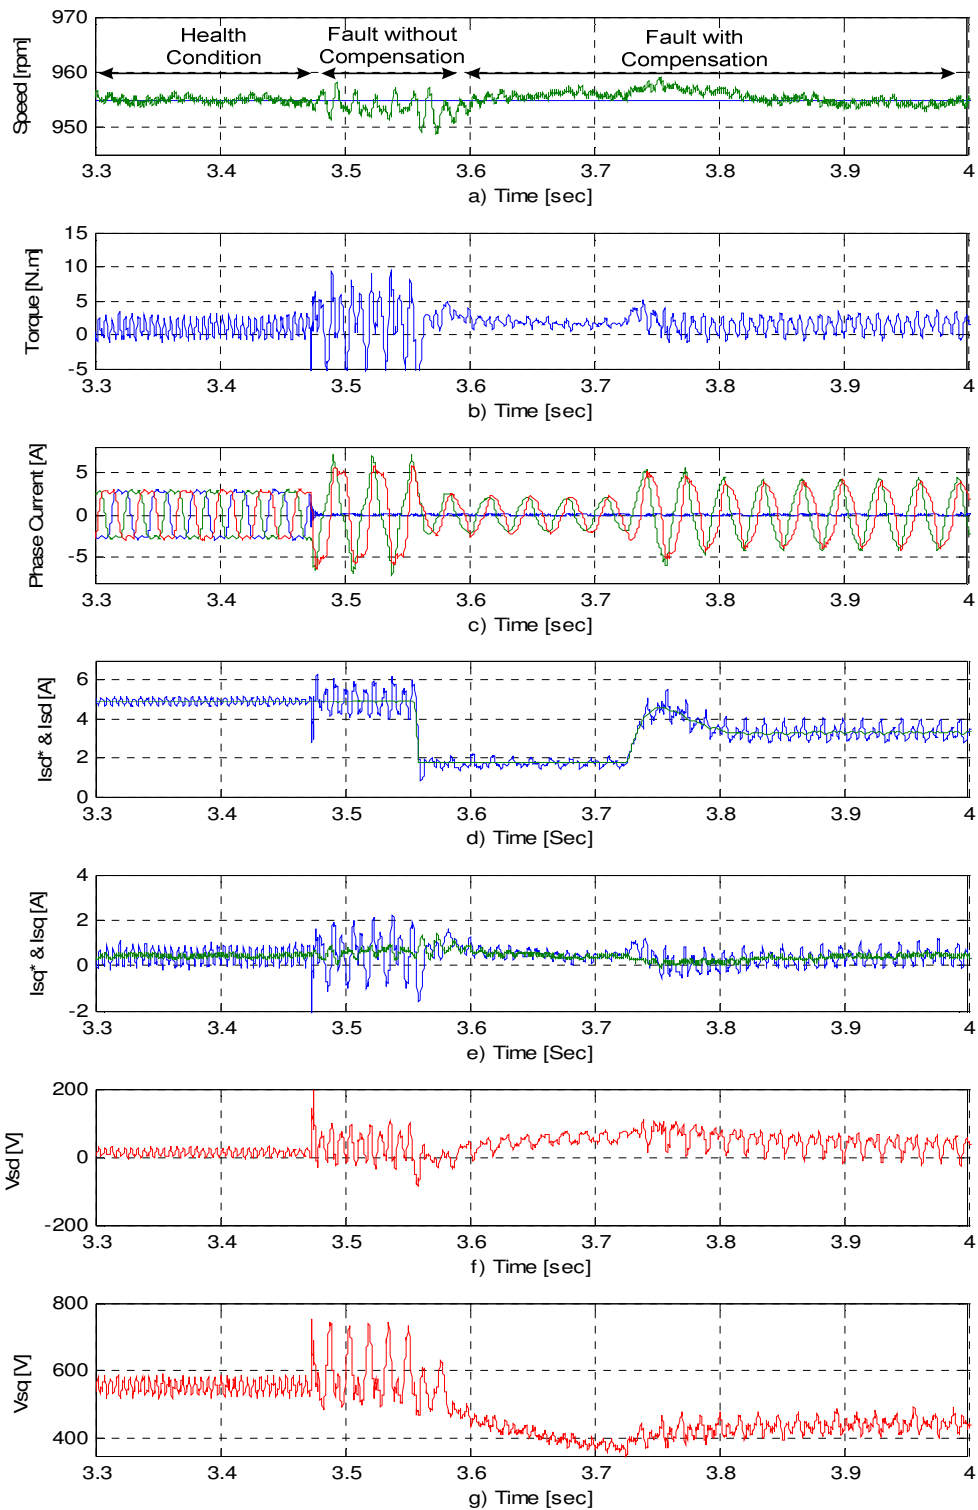 970
960
950
Speed [rpm]
Health
Condition
Fault without
Compensation
Fault with
Compensation
3.3 3.4 3.5 3.6 3.7 3.8 3.9 4
a) Time [sec]
15
10
5
0
-5
Torque [N.m]
3.3 3.4 3.5 3.6 3.7 3.8 3.9 4
b) Time [sec]
5
0
-5
Phase Current [A]
3.3 3.4 3.5 3.6 3.7 3.8 3.9 4
c) Time [sec]
6
4
2
0
Isd* & Isd [A]
3.3 3.4 3.5 3.6 3.7 3.8 3.9 4
d) Time [Sec]
4
2
0
-2
Isq* & Isq [A]
3.3 3.4 3.5 3.6 3.7 3.8 3.9 4
e) Time [Sec]
200
0
-200
Vsd [V]
3.3 3.4 3.5 3.6 3.7 3.8 3.9 4
f) Time [sec]
800
600
400
Vsq [V]
3.3 3.4 3.5 3.6 3.7 3.8 3.9 4
g) Time [sec]